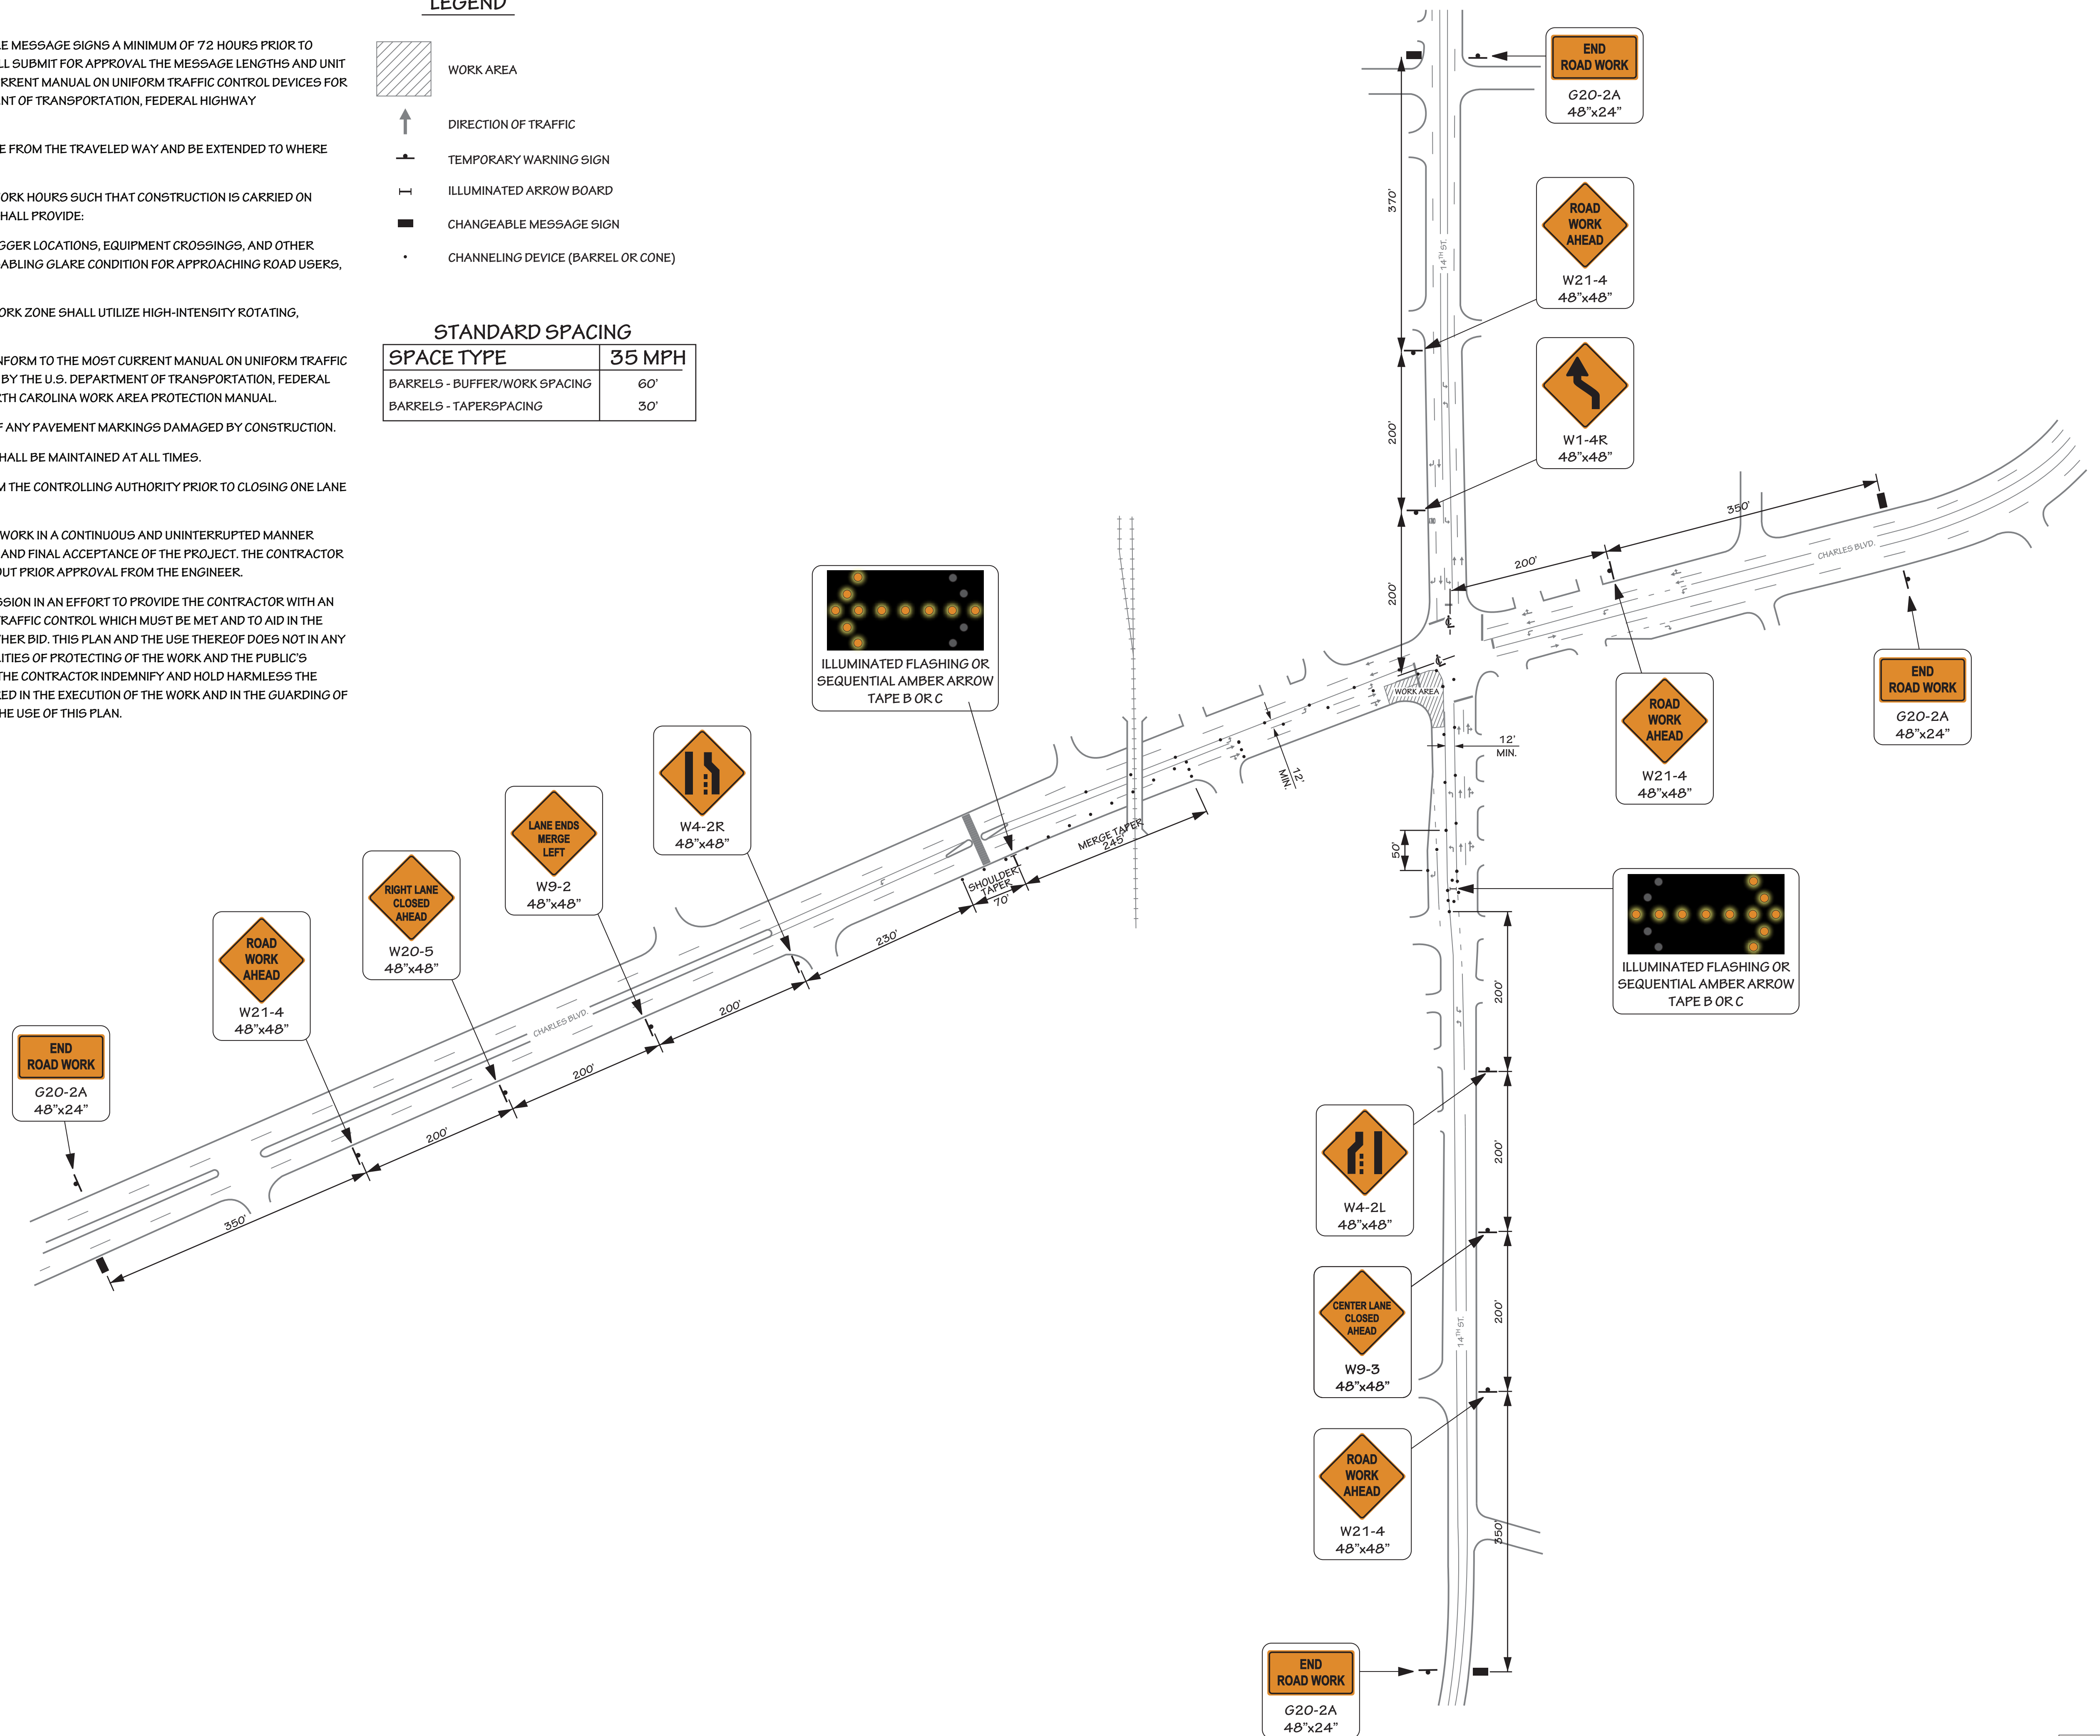 LEGEND
LE MESSAGE SIGNS A MINIMUM OF 72 HOURS PRIOR TO
LL SUBMIT FOR APPROVAL THE MESSAGE LENGTHS AND UNIT
RRENT MANUAL ON UNIFORM TRAFFIC CONTROL DEVICES FOR
NT OF TRANSPORTATION, FEDERAL HIGHWAY
E FROM THE TRAVELED WAY AND BE EXTENDED TO WHERE
ORK HOURS SUCH THAT CONSTRUCTION IS CARRIED ON
HALL PROVIDE:
GGER LOCATIONS, EQUIPMENT CROSSINGS, AND OTHER
ABLING GLARE CONDITION FOR APPROACHING ROAD USERS,
ORK ZONE SHALL UTILIZE HIGH-INTENSITY ROTATING,
NFORM TO THE MOST CURRENT MANUAL ON UNIFORM TRAFFIC
BY THE U.S. DEPARTMENT OF TRANSPORTATION, FEDERAL
RTH CAROLINA WORK AREA PROTECTION MANUAL.
F ANY PAVEMENT MARKINGS DAMAGED BY CONSTRUCTION.
HALL BE MAINTAINED AT ALL TIMES.
M THE CONTROLLING AUTHORITY PRIOR TO CLOSING ONE LANE
WORK IN A CONTINUOUS AND UNINTERRUPTED MANNER
AND FINAL ACCEPTANCE OF THE PROJECT. THE CONTRACTOR
OUT PRIOR APPROVAL FROM THE ENGINEER.
SSION IN AN EFFORT TO PROVIDE THE CONTRACTOR WITH AN
TRAFFIC CONTROL WHICH MUST BE MET AND TO AID IN THE
THER BID. THIS PLAN AND THE USE THEREOF DOES NOT IN ANY
LITIES OF PROTECTING OF THE WORK AND THE PUBLIC'S
THE CONTRACTOR INDEMNIFY AND HOLD HARMLESS THE
RED IN THE EXECUTION OF THE WORK AND IN THE GUARDING OF
HE USE OF THIS PLAN.
WORK AREA
DIRECTION OF TRAFFIC
TEMPORARY WARNING SIGN
ILLUMINATED ARROW BOARD
CHANGEABLE MESSAGE SIGN
CHANNELING DEVICE (BARREL OR CONE)
STANDARD SPACING
SPACE TYPE 35 MPH
BARRELS - BUFFER/WORK SPACING 60'
BARRELS - TAPERSPACING 30'
END
ROAD WORK
G20-2A
48"x24"
370'
14TH ST.
ROAD
WORK
AHEAD
W21-4
48"x48"
200'
W1-4R
48"x48"
200'
350'
200'
CHARLES BLVD.
ROAD
WORK
AHEAD
W21-4
48"x48"
END
ROAD WORK
G20-2A
48"x24"
WORK AREA
12'
MIN.
12'
MIN.
ILLUMINATED FLASHING OR
SEQUENTIAL AMBER ARROW
TAPE B OR C
MERGE TAPER
245'
SHOULDER
TAPER
70'
50'
W4-2R
48"x48"
LANE ENDS
MERGE
LEFT
W9-2
48"x48"
RIGHT LANE
CLOSED
AHEAD
W20-5
48"x48"
ROAD
WORK
AHEAD
W21-4
48"x48"
END
ROAD WORK
G20-2A
48"x24"
CHARLES BLVD.
230'
200'
200'
200'
350'
ILLUMINATED FLASHING OR
SEQUENTIAL AMBER ARROW
TAPE B OR C
200'
200'
W4-2L
48"x48"
200'
CENTER LANE
CLOSED
AHEAD
W9-3
48"x48"
14TH ST.
ROAD
WORK
AHEAD
W21-4
48"x48"
350'
END
ROAD WORK
G20-2A
48"x24"